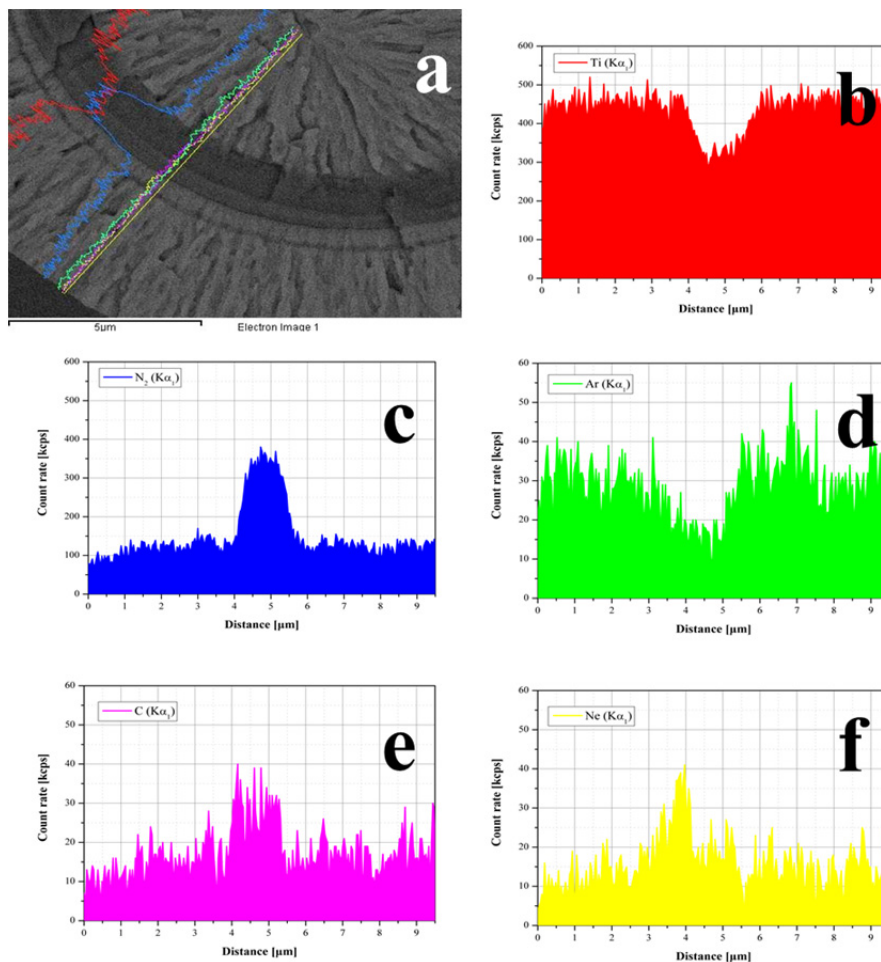 a
5µm
Electron Image 1
b
Ti (Kα₁)
Count rate [kcps]
600
500
400
300
200
100
0
0 1 2 3 4 5 6 7 8 9
Distance [µm]
c
N₂ (Kα₁)
Count rate [kcps]
600
500
400
300
200
100
0
0 1 2 3 4 5 6 7 8 9
Distance [µm]
d
Ar (Kα₁)
Count rate [kcps]
60
50
40
30
20
10
0
0 1 2 3 4 5 6 7 8 9
Distance [µm]
e
C (Kα₁)
Count rate [kcps]
60
50
40
30
20
10
0
0 1 2 3 4 5 6 7 8 9
Distance [µm]
f
Ne (Kα₁)
Count rate [kcps]
60
50
40
30
20
10
0
0 1 2 3 4 5 6 7 8 9
Distance [µm]